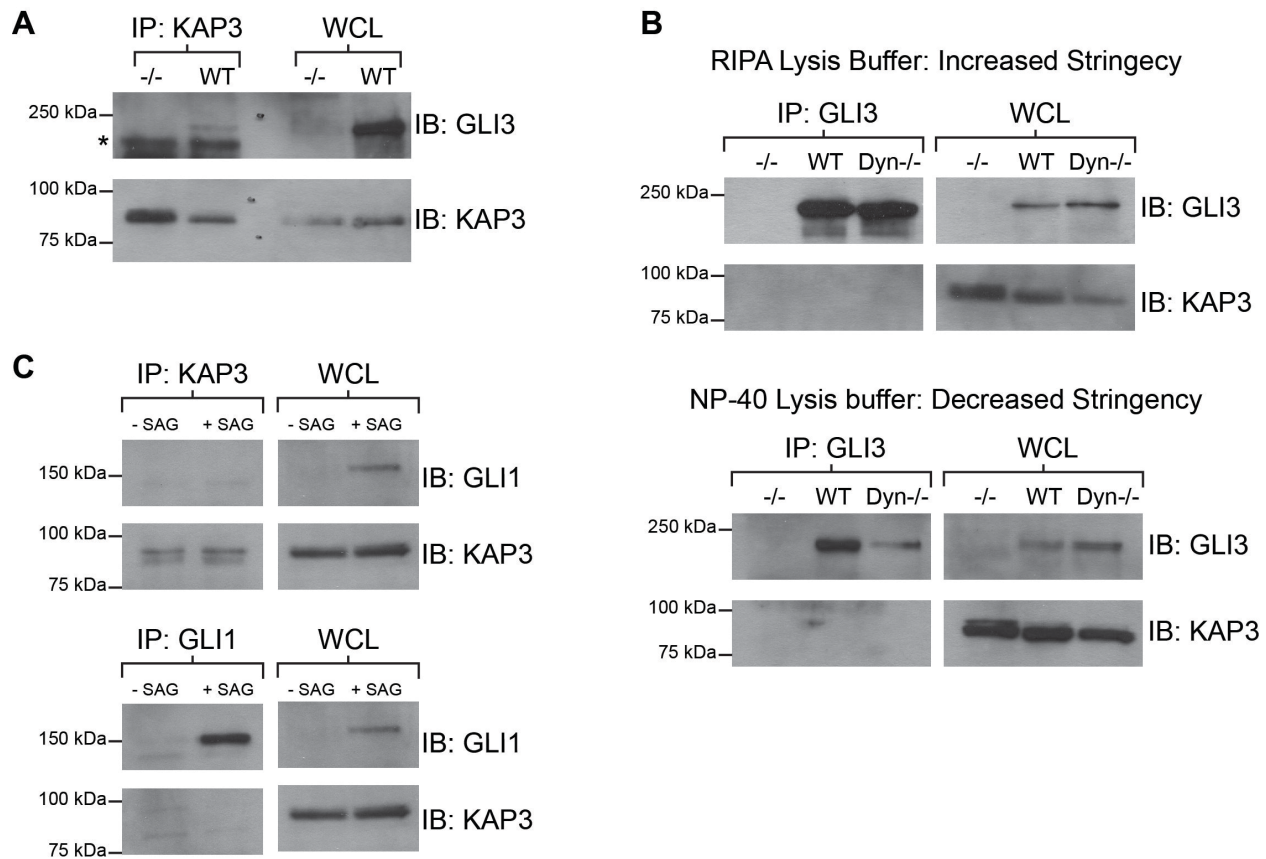 A
IP: KAP3 WCL
-/- WT -/- WT
250 kDa
*
IB: GLI3
100 kDa
75 kDa
IB: KAP3
B
RIPA Lysis Buffer: Increased Stringecy
IP: GLI3 WCL
-/- WT Dyn-/- -/- WT Dyn-/-
250 kDa
IB: GLI3
100 kDa
75 kDa
IB: KAP3
NP-40 Lysis buffer: Decreased Stringency
IP: GLI3 WCL
-/- WT Dyn-/- -/- WT Dyn-/-
250 kDa
IB: GLI3
100 kDa
75 kDa
IB: KAP3
C
IP: KAP3 WCL
- SAG + SAG - SAG + SAG
150 kDa
IB: GLI1
100 kDa
75 kDa
IB: KAP3
IP: GLI1 WCL
- SAG + SAG - SAG + SAG
150 kDa
IB: GLI1
100 kDa
75 kDa
IB: KAP3